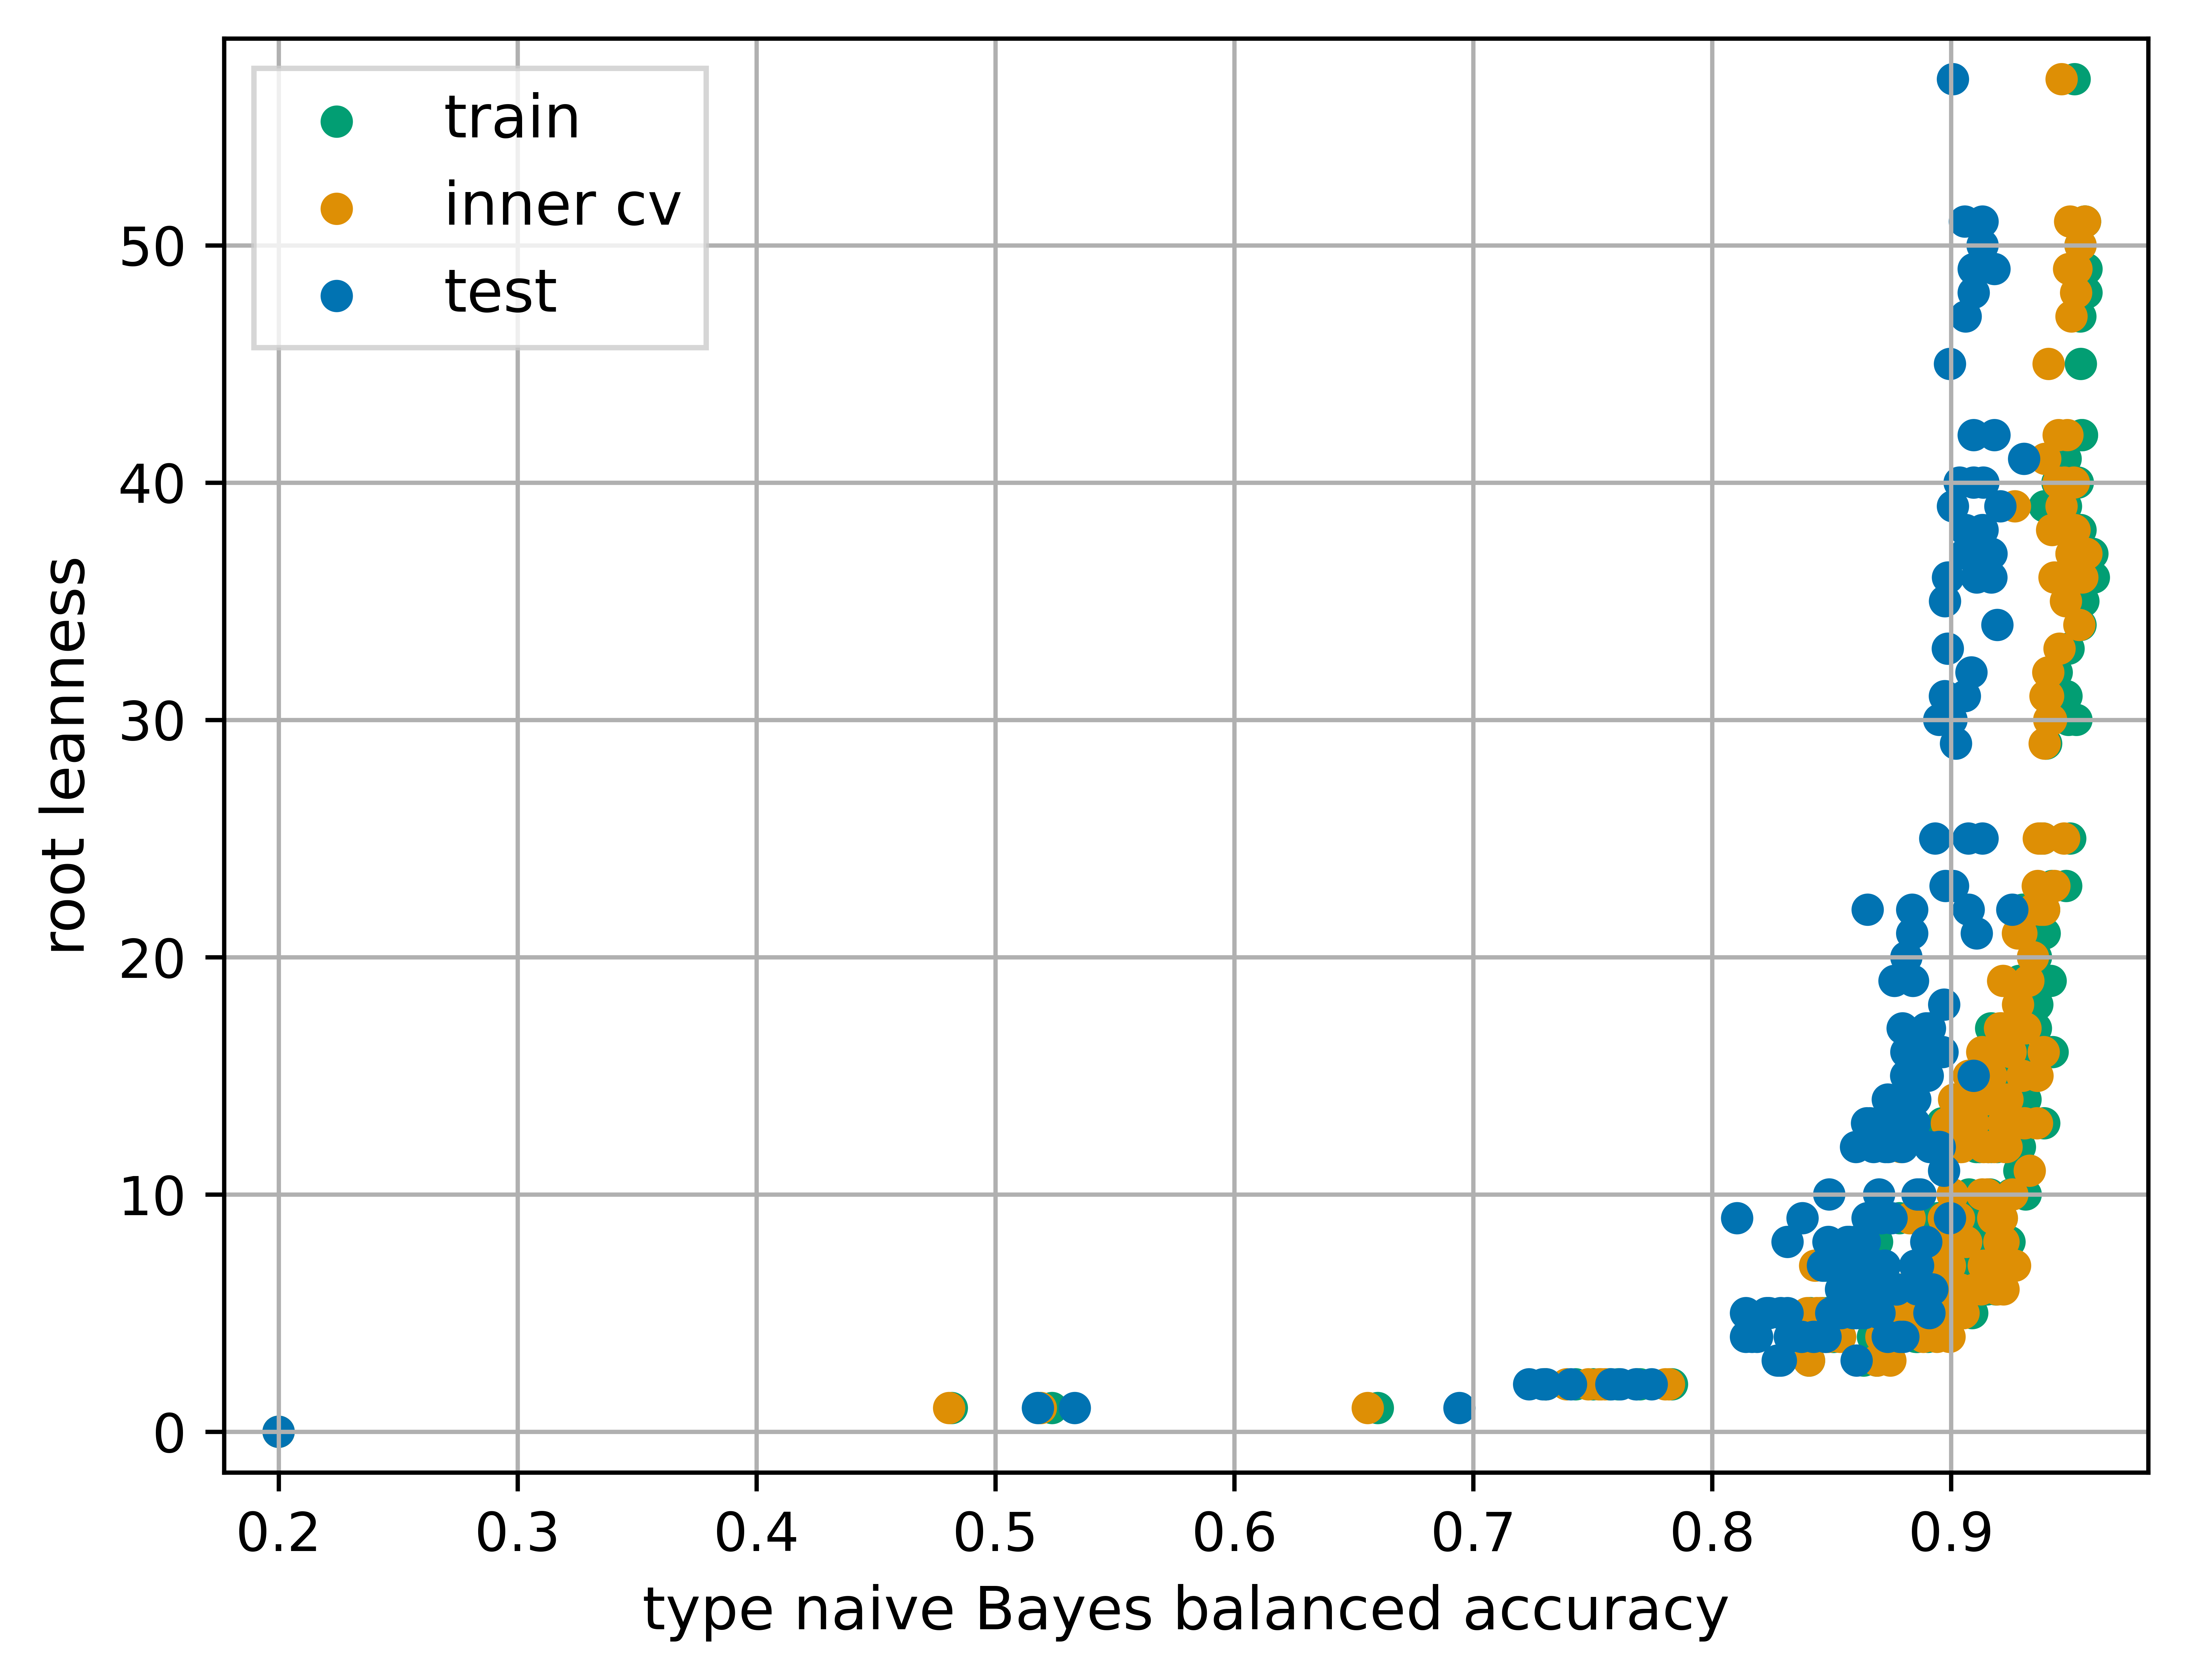 train
inner cv
test
50
40
30
20
10
0
root leanness
0.2 0.3 0.4 0.5 0.6 0.7 0.8 0.9
type naive Bayes balanced accuracy